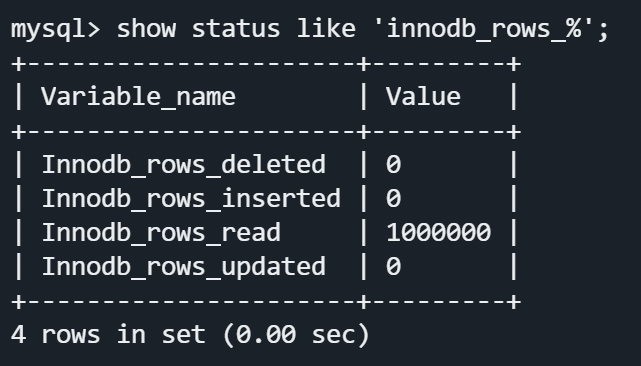 mysql> show status like 'innodb_rows_%';
+----------------------+---------+
| Variable_name        | Value   |
+----------------------+---------+
| Innodb_rows_deleted  | 0       |
| Innodb_rows_inserted | 0       |
| Innodb_rows_read     | 1000000 |
| Innodb_rows_updated  | 0       |
+----------------------+---------+
4 rows in set (0.00 sec)